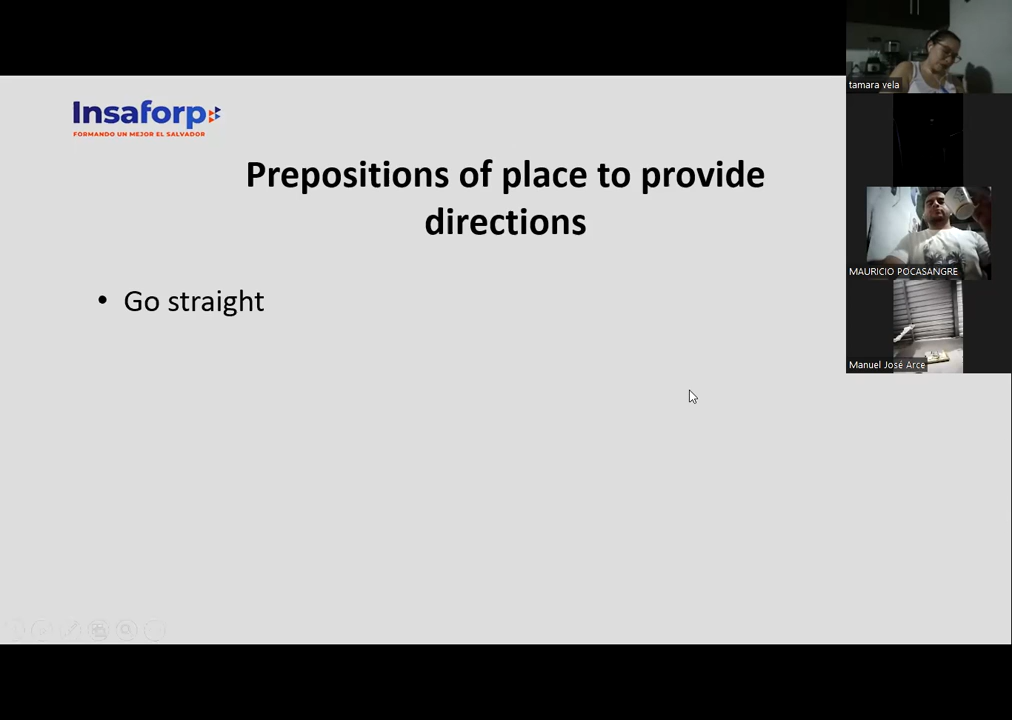 Insaforp
FORMANDO UN MEJOR EL SALVADOR
Prepositions of place to provide
directions
• Go straight
tamara vela
MAURICIO POCASANGRE
Manuel José Arce